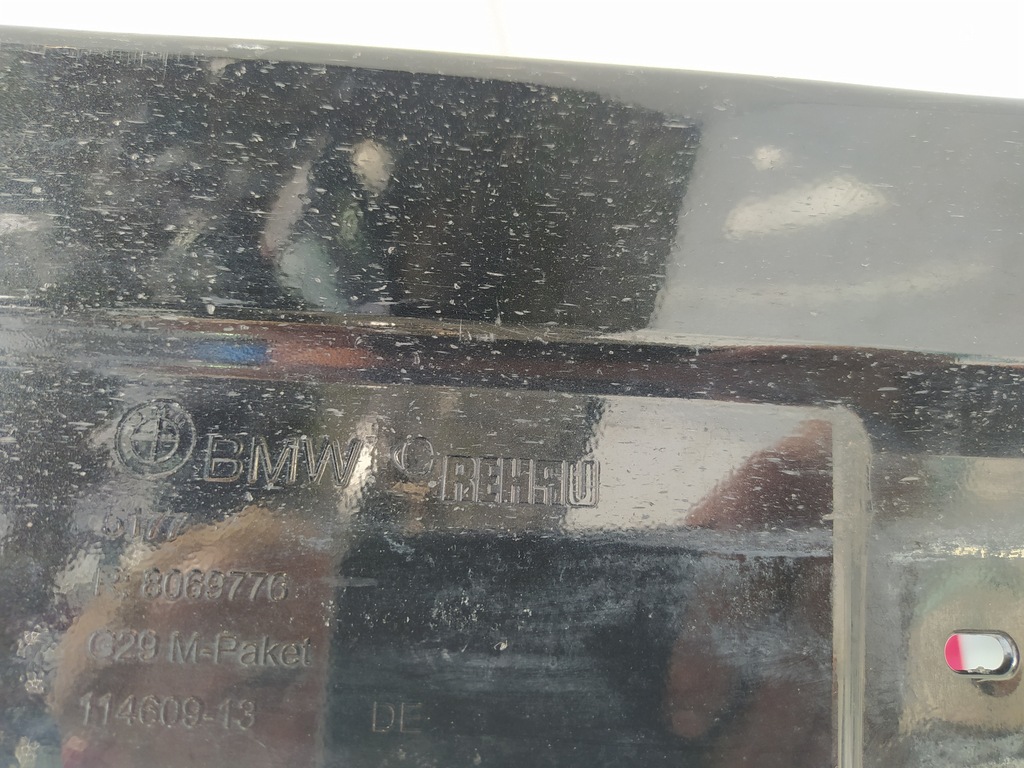 BMW REHAU
P: 8069776
G29 M-Paket
114609-13 DE